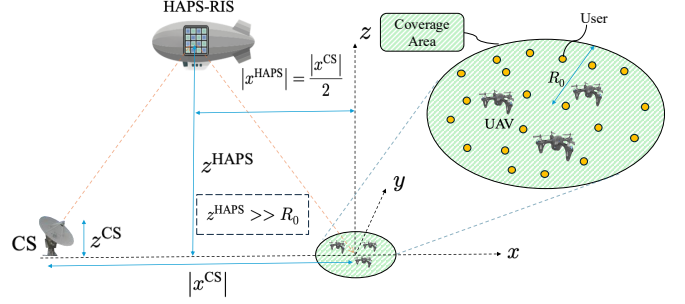 HAPS-RIS
Coverage
Area
User
z
|x^HAPS| = |x^CS| / 2
R_0
UAV
z^HAPS
y
z^HAPS >> R_0
CS
z^CS
x
|x^CS|